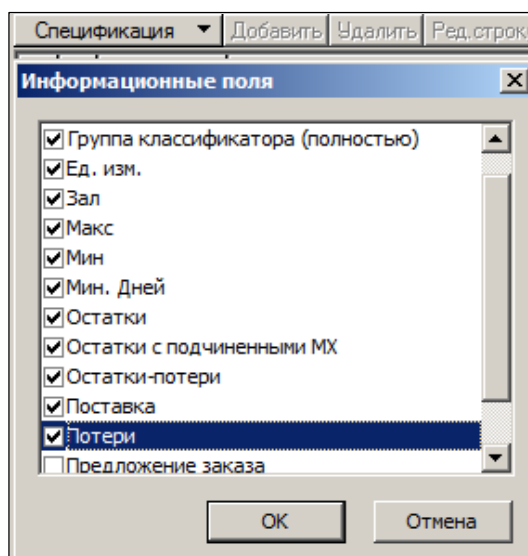 Спецификация Добавить Удалить Ред.строк
Информационные поля
Группа классификатора (полностью)
Ед. изм.
Зал
Макс
Мин
Мин. Дней
Остатки
Остатки с подчиненными МХ
Остатки-потери
Поставка
Потери
Предложение заказа
OK Отмена